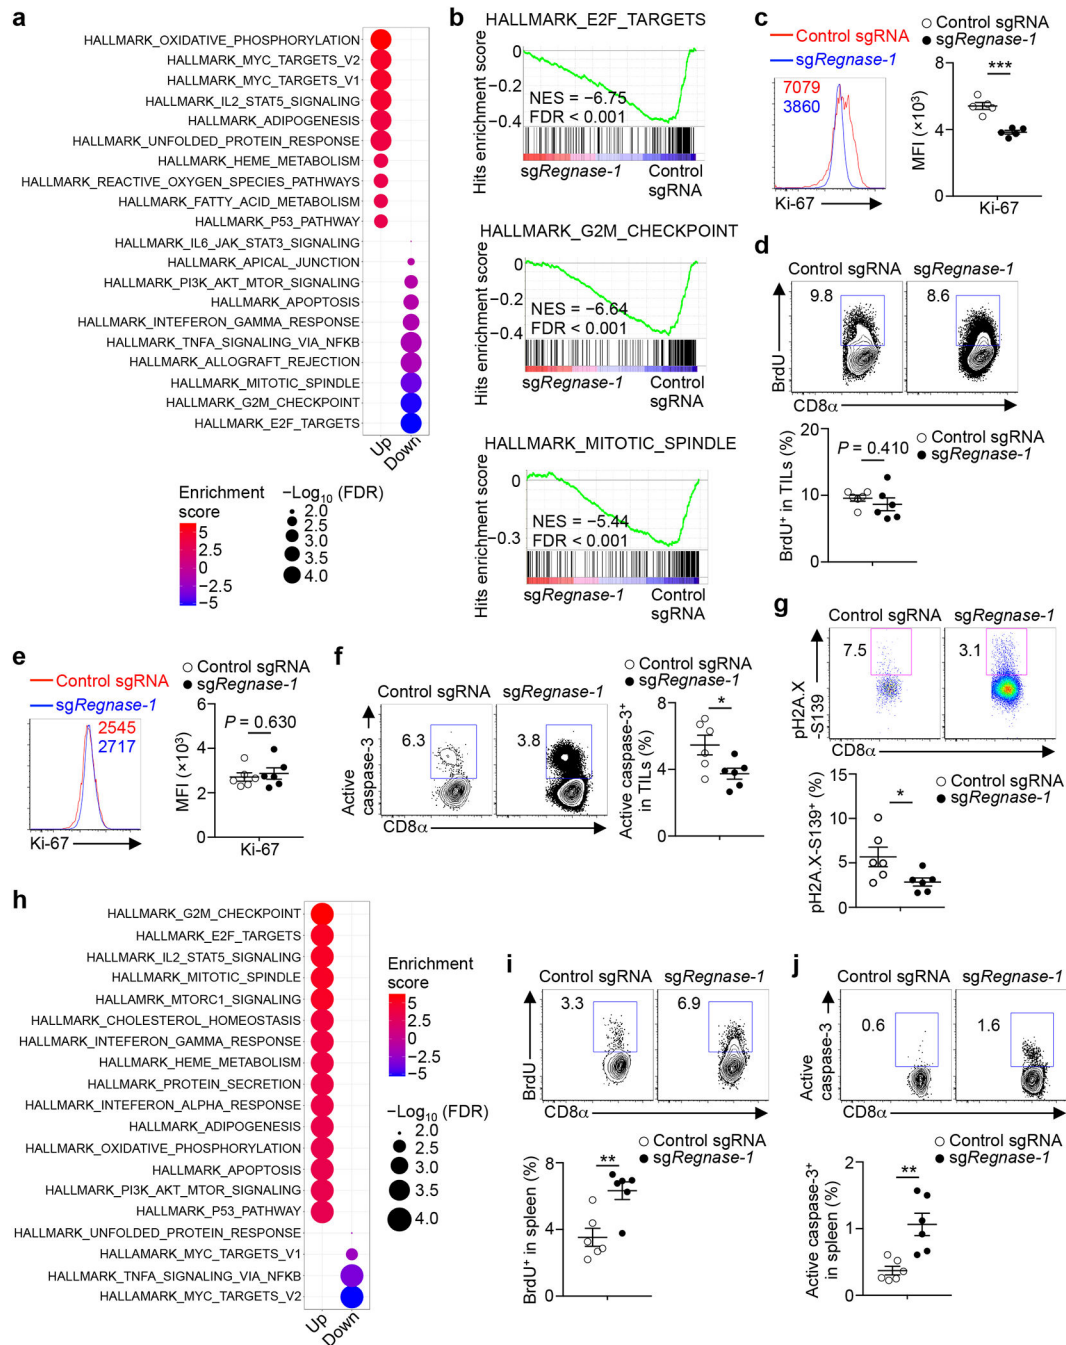 a
HALLMARK_OXIDATIVE_PHOSPHORYLATION
HALLMARK_MYC_TARGETS_V2
HALLMARK_MYC_TARGETS_V1
HALLMARK_IL2_STAT5_SIGNALING
HALLMARK_ADIPOGENESIS
HALLMARK_UNFOLDED_PROTEIN_RESPONSE
HALLMARK_HEME_METABOLISM
HALLMARK_REACTIVE_OXYGEN_SPECIES_PATHWAYS
HALLMARK_FATTY_ACID_METABOLISM
HALLMARK_P53_PATHWAY
HALLMARK_IL6_JAK_STAT3_SIGNALING
HALLMARK_APICAL_JUNCTION
HALLMARK_PI3K_AKT_MTOR_SIGNALING
HALLMARK_APOPTOSIS
HALLMARK_INTEFERON_GAMMA_RESPONSE
HALLMARK_TNFA_SIGNALING_VIA_NFKB
HALLMARK_ALLOGRAFT_REJECTION
HALLMARK_MITOTIC_SPINDLE
HALLMARK_G2M_CHECKPOINT
HALLMARK_E2F_TARGETS
Up
Down
Enrichment
score
5
2.5
0
−2.5
−5
−Log10 (FDR)
2.0
2.5
3.0
3.5
4.0
b
HALLMARK_E2F_TARGETS
Hits enrichment score
0
−0.2
−0.4
NES = −6.75
FDR < 0.001
sgRegnase-1
Control
sgRNA
HALLMARK_G2M_CHECKPOINT
Hits enrichment score
0
−0.2
−0.4
NES = −6.64
FDR < 0.001
sgRegnase-1
Control
sgRNA
HALLMARK_MITOTIC_SPINDLE
Hits enrichment score
0
−0.3
NES = −5.44
FDR < 0.001
sgRegnase-1
Control
sgRNA
c
Control sgRNA
sgRegnase-1
7079
3860
Ki-67
Control sgRNA
sgRegnase-1
MFI (×10³)
8
4
0
***
Ki-67
d
Control sgRNA
sgRegnase-1
9.8
8.6
BrdU
CD8α
Control sgRNA
sgRegnase-1
BrdU⁺ in TILs (%)
20
10
0
P = 0.410
e
Control sgRNA
sgRegnase-1
2545
2717
Ki-67
Control sgRNA
sgRegnase-1
MFI (×10³)
6
4
2
0
P = 0.630
Ki-67
f
Control sgRNA
sgRegnase-1
6.3
3.8
Active
caspase-3
CD8α
Control sgRNA
sgRegnase-1
Active caspase-3⁺
in TILs (%)
8
4
0
*
g
Control sgRNA
sgRegnase-1
7.5
3.1
pH2A.X
-S139
CD8α
Control sgRNA
sgRegnase-1
pH2A.X-S139⁺ (%)
15
10
5
0
*
h
HALLMARK_G2M_CHECKPOINT
HALLMARK_E2F_TARGETS
HALLMARK_IL2_STAT5_SIGNALING
HALLMARK_MITOTIC_SPINDLE
HALLAMRK_MTORC1_SIGNALING
HALLMARK_CHOLESTEROL_HOMEOSTASIS
HALLMARK_INTEFERON_GAMMA_RESPONSE
HALLMARK_HEME_METABOLISM
HALLMARK_PROTEIN_SECRETION
HALLMARK_INTEFERON_ALPHA_RESPONSE
HALLMARK_ADIPOGENESIS
HALLMARK_OXIDATIVE_PHOSPHORYLATION
HALLMARK_APOPTOSIS
HALLMARK_PI3K_AKT_MTOR_SIGNALING
HALLMARK_P53_PATHWAY
HALLMARK_UNFOLDED_PROTEIN_RESPONSE
HALLAMARK_MYC_TARGETS_V1
HALLMARK_TNFA_SIGNALING_VIA_NFKB
HALLAMARK_MYC_TARGETS_V2
Up
Down
Enrichment
score
5
2.5
0
−2.5
−5
−Log10 (FDR)
2.0
2.5
3.0
3.5
4.0
i
Control sgRNA
sgRegnase-1
3.3
6.9
BrdU
CD8α
Control sgRNA
sgRegnase-1
BrdU⁺ in spleen (%)
8
4
0
**
j
Control sgRNA
sgRegnase-1
0.6
1.6
Active
caspase-3
CD8α
Control sgRNA
sgRegnase-1
Active caspase-3⁺
in spleen (%)
2
1
0
**